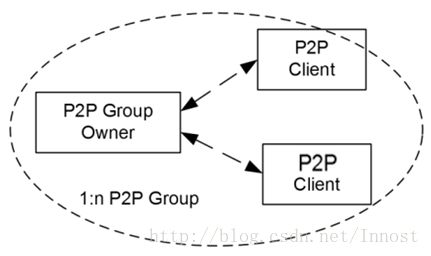 P2P
Client
P2P Group
Owner
P2P
Client
1:n P2P Group
http://blog.csdn.net/Innost